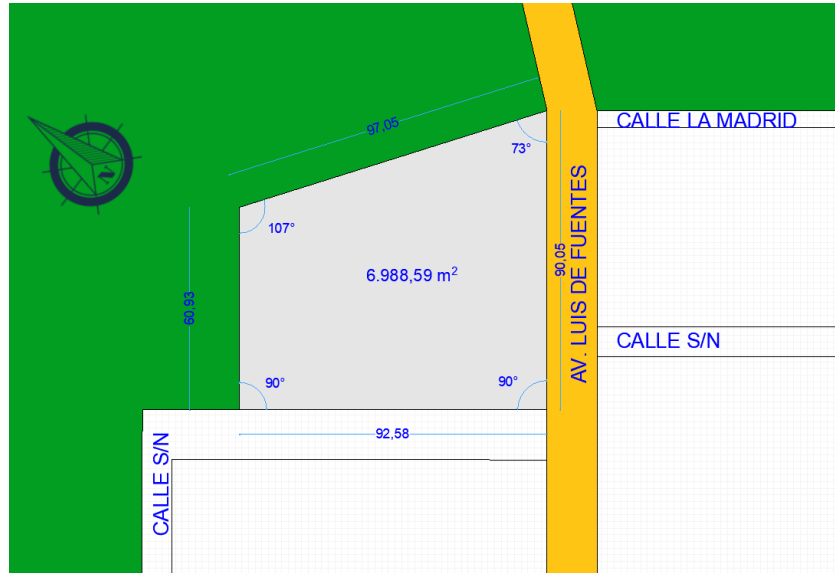 CALLE LA MADRID
97,05
73°
107°
AV. LUIS DE FUENTES
90,05
6.988,59 m²
60,93
CALLE S/N
90°
90°
92,58
CALLE S/N
N